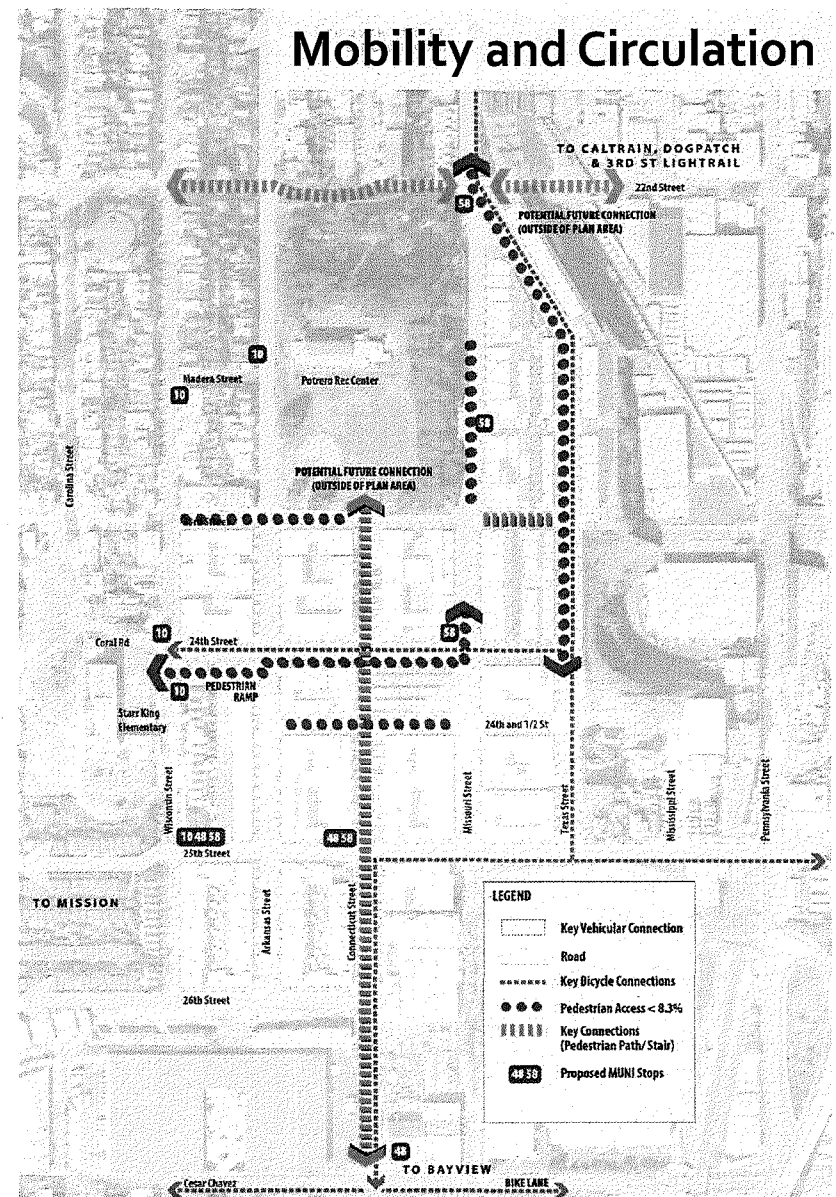 Mobility and Circulation
TO CALTRAIN, DOGPATCH
& 3RD ST LIGHTRAIL
22nd Street
58
POTENTIAL FUTURE CONNECTION
(OUTSIDE OF PLAN AREA)
10
Madera Street
Potrero Rec Center
10
58
Carolina Street
POTENTIAL FUTURE CONNECTION
(OUTSIDE OF PLAN AREA)
10
24th Street
58
Coral Rd
10
PEDESTRIAN
RAMP
Starr King
Elementary
24th and 1/2 St
Wisconsin Street
Missouri Street
Texas Street
Mississippi Street
Pennsylvania Street
10 48 58
48 58
25th Street
TO MISSION
Arkansas Street
Connecticut Street
26th Street
LEGEND
Key Vehicular Connection
Road
Key Bicycle Connections
Pedestrian Access < 8.3%
Key Connections
(Pedestrian Path/ Stair)
48 58 Proposed MUNI Stops
48
TO BAYVIEW
Cesar Chavez
BIKE LANE